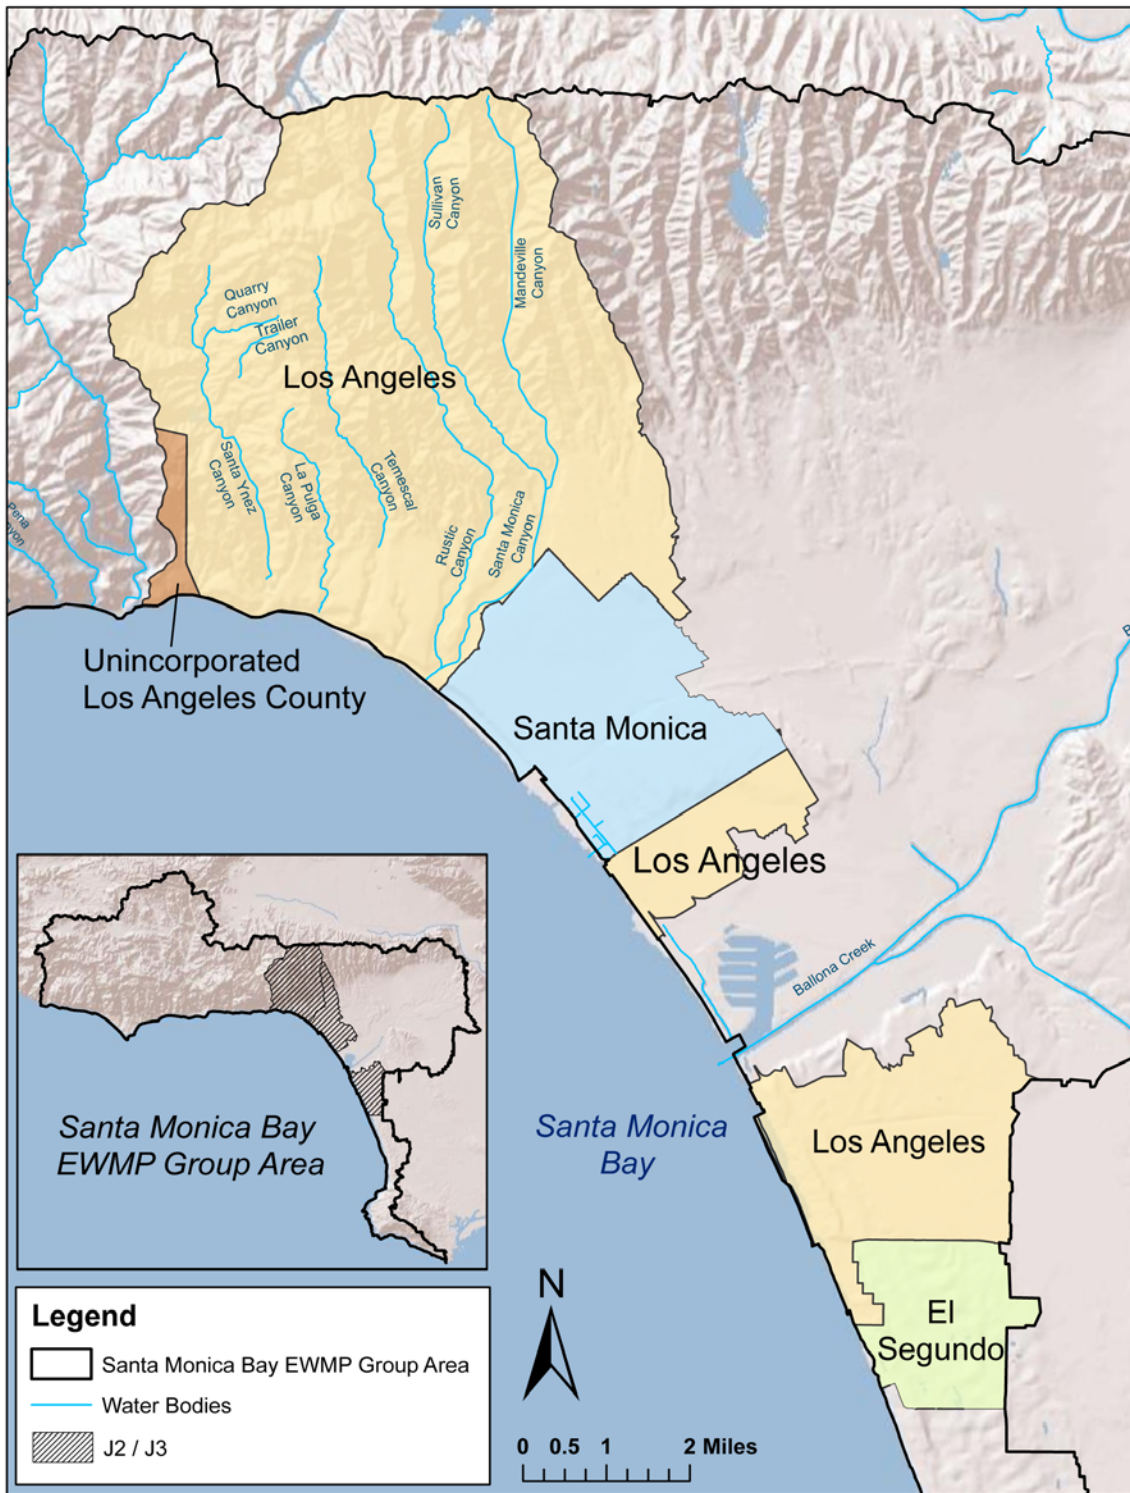 Sullivan
Canyon
Mandeville
Canyon
Quarry
Canyon
Trailer
Canyon
Los Angeles
Santa Ynez
Canyon
La Pulga
Canyon
Temescal
Canyon
Rustic
Canyon
Santa Monica
Canyon
Pena
nyon
Unincorporated
Los Angeles County
B
Santa Monica
Los Angeles
Ballona Creek
Santa Monica Bay
EWMP Group Area
Santa Monica
Bay
Los Angeles
El
Segundo
N
Legend
Santa Monica Bay EWMP Group Area
Water Bodies
J2 / J3
0 0.5 1 2 Miles